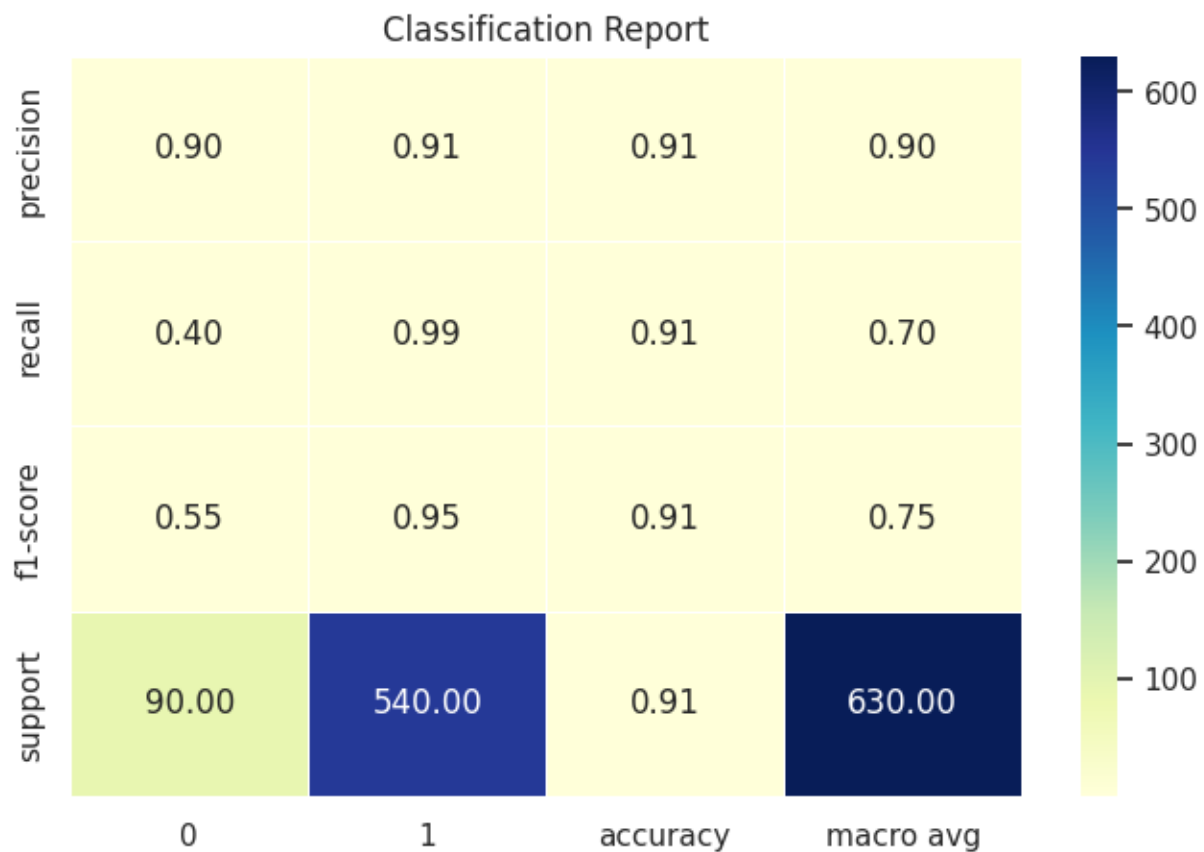 Classification Report
precision 0.90 0.91 0.91 0.90
recall 0.40 0.99 0.91 0.70
f1-score 0.55 0.95 0.91 0.75
support 90.00 540.00 0.91 630.00
0 1 accuracy macro avg
600
500
400
300
200
100